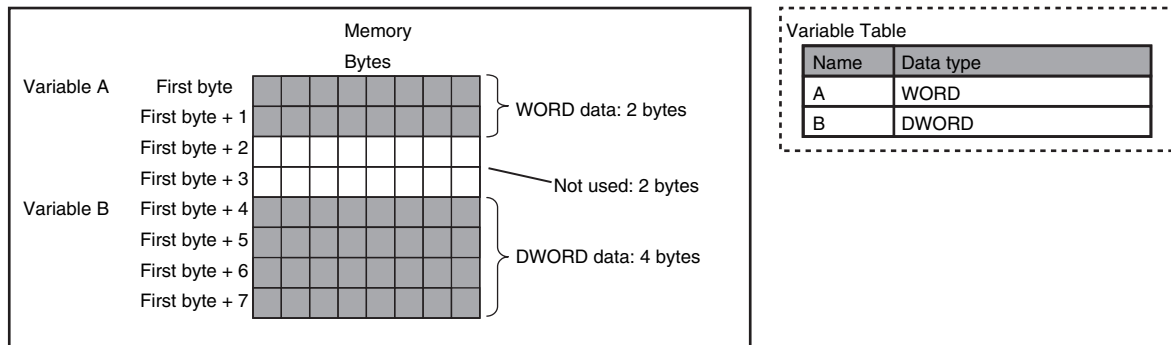 Memory
Bytes
Variable A First byte
First byte + 1
WORD data: 2 bytes
First byte + 2
First byte + 3
Not used: 2 bytes
Variable B First byte + 4
First byte + 5
First byte + 6
DWORD data: 4 bytes
First byte + 7
Variable Table
Name Data type
A WORD
B DWORD